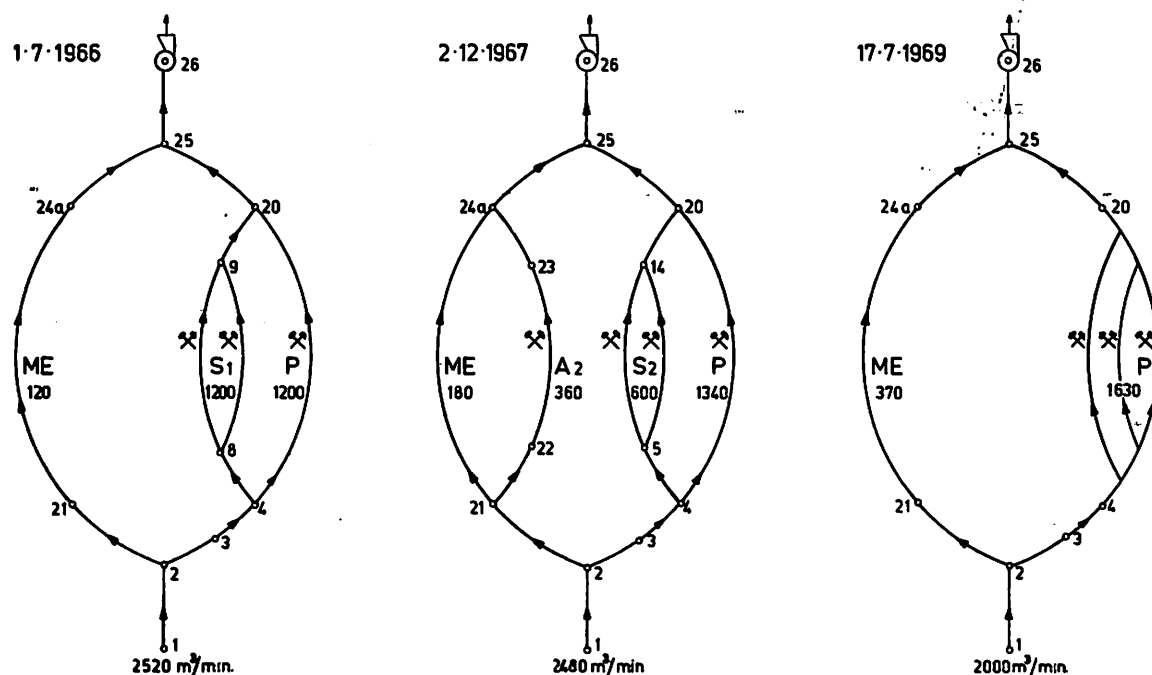 1·7·1966
26
25
24a
20
9
ME
120
S1
1200
P
1200
8
21
4
3
2
1
2520 m³/min.
2·12·1967
26
25
24a
20
23
14
ME
180
A2
360
S2
600
P
1340
22
5
21
4
3
2
1
2480 m³/min
17·7·1969
26
25
24a
20
ME
370
P
1630
21
4
3
2
1
2000 m³/min.